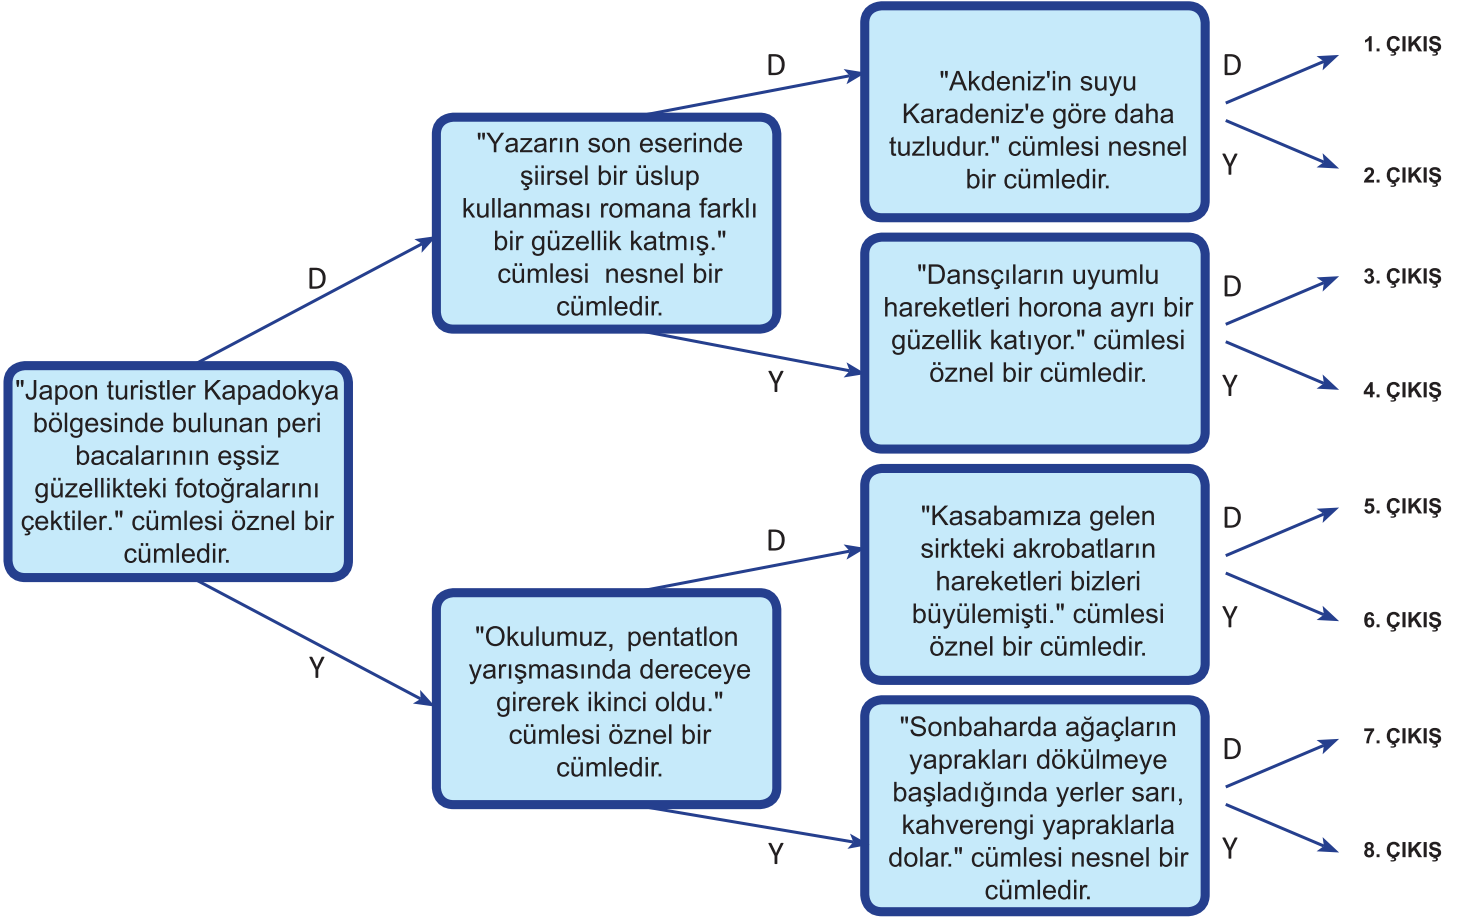 "Japon turistler Kapadokya
bölgesinde bulunan peri
bacalarının eşsiz
güzellikteki fotoğralarını
çektiler." cümlesi öznel bir
cümledir.
D
Y
"Yazarın son eserinde
şiirsel bir üslup
kullanması romana farklı
bir güzellik katmış."
cümlesi nesnel bir
cümledir.
D
Y
"Okulumuz, pentatlon
yarışmasında dereceye
girerek ikinci oldu."
cümlesi öznel bir
cümledir.
D
Y
"Akdeniz'in suyu
Karadeniz'e göre daha
tuzludur." cümlesi nesnel
bir cümledir.
D
1. ÇIKIŞ
Y
2. ÇIKIŞ
"Dansçıların uyumlu
hareketleri horona ayrı bir
güzellik katıyor." cümlesi
öznel bir cümledir.
D
3. ÇIKIŞ
Y
4. ÇIKIŞ
"Kasabamıza gelen
sirkteki akrobatların
hareketleri bizleri
büyülemişti." cümlesi
öznel bir cümledir.
D
5. ÇIKIŞ
Y
6. ÇIKIŞ
"Sonbaharda ağaçların
yaprakları dökülmeye
başladığında yerler sarı,
kahverengi yapraklarla
dolar." cümlesi nesnel bir
cümledir.
D
7. ÇIKIŞ
Y
8. ÇIKIŞ